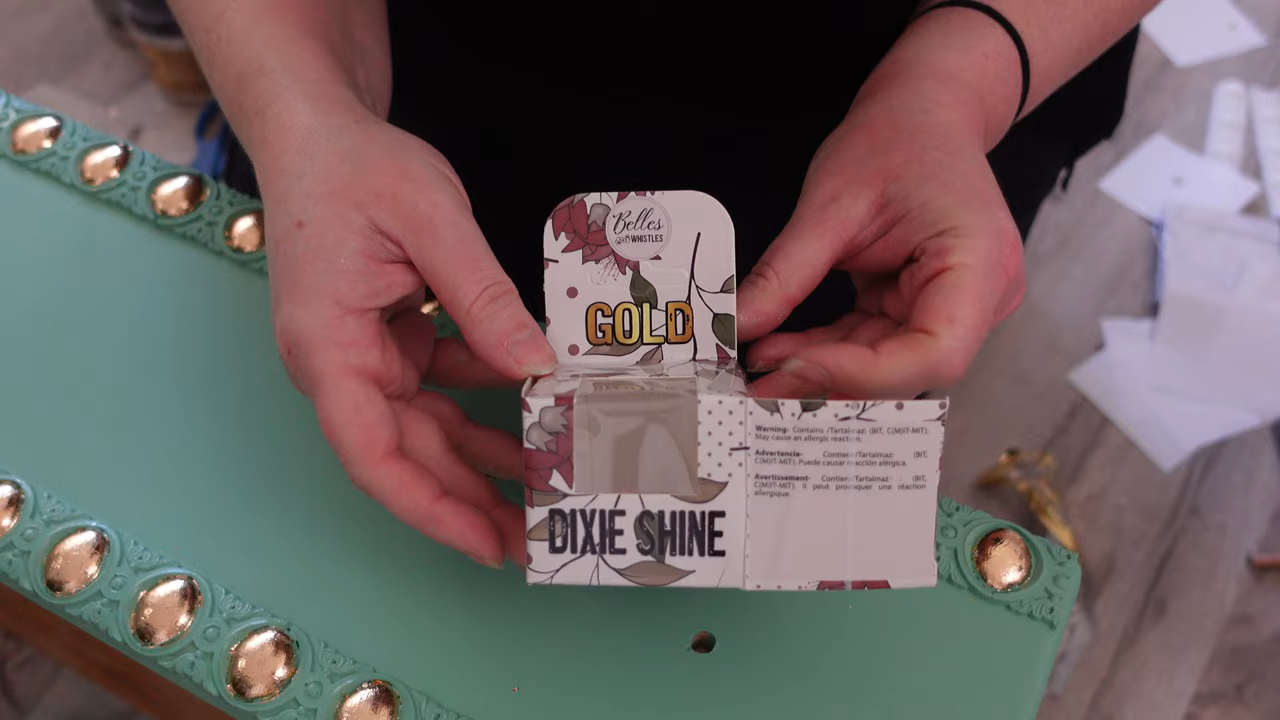 Belles
AND WHISTLES
GOLD
DIXIE SHINE
Warning- Contains /Tartalmaz: (BIT, C(M)IT-MIT).
May cause an allergic reaction.
Advertencia- Contiene/Tartalmaz: (BIT,
C(M)IT-MIT). Puede causar reacción alérgica.
Avertissement- Contient/Tartalmaz : (BIT,
C(M)IT-MIT). Il peut provoquer une réaction
allergique.